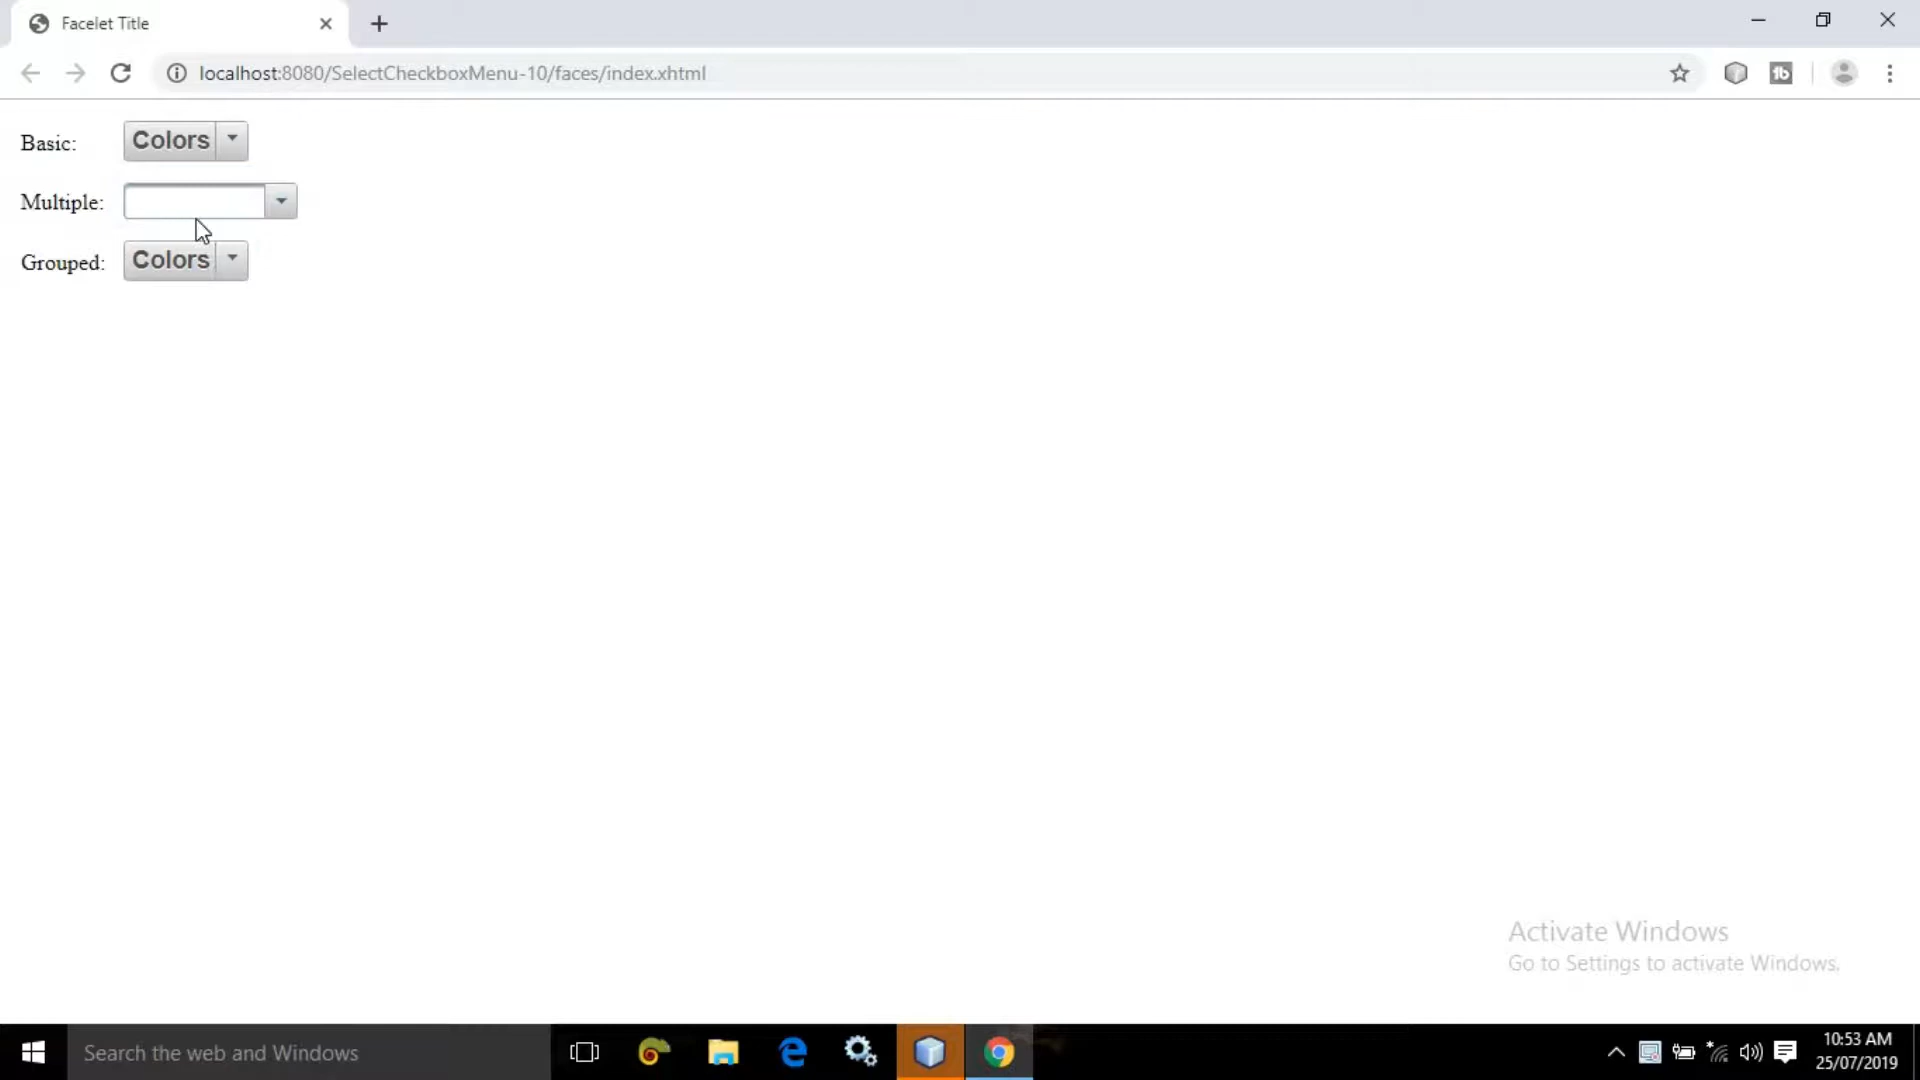 Facelet Title
localhost:8080/SelectCheckboxMenu-10/faces/index.xhtml
Basic: Colors
Multiple:
Grouped: Colors
Activate Windows
Go to Settings to activate Windows.
Search the web and Windows
10:53 AM
25/07/2019